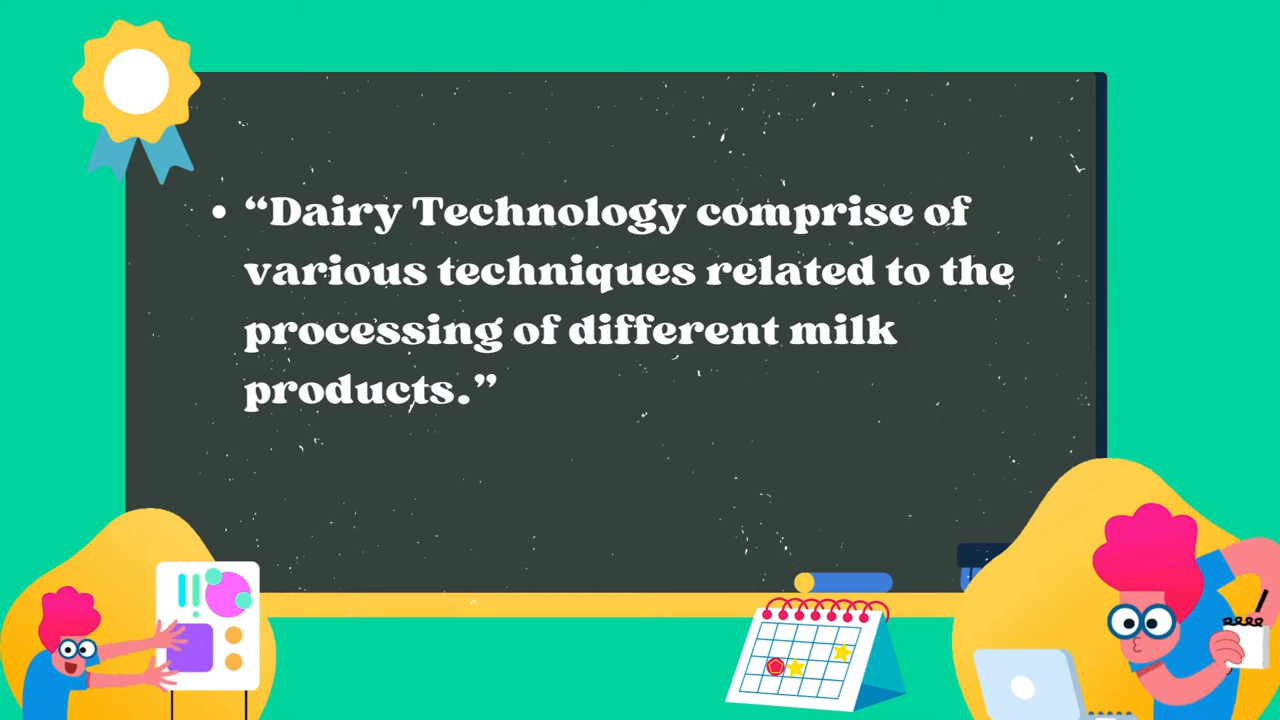 • “Dairy Technology comprise of
various techniques related to the
processing of different milk
products.”